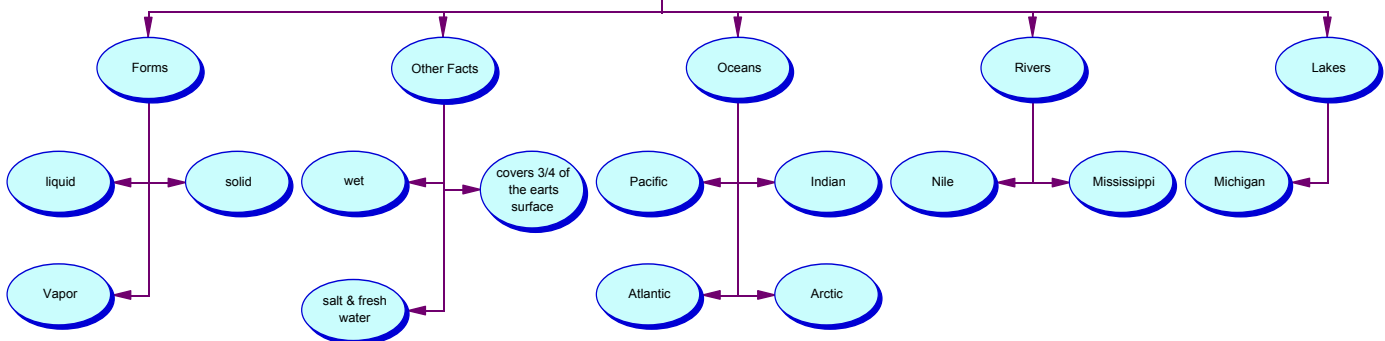 Forms
Other Facts
Oceans
Rivers
Lakes
liquid
solid
wet
covers 3/4 of
the earts
surface
Pacific
Indian
Nile
Mississippi
Michigan
Vapor
salt & fresh
water
Atlantic
Arctic